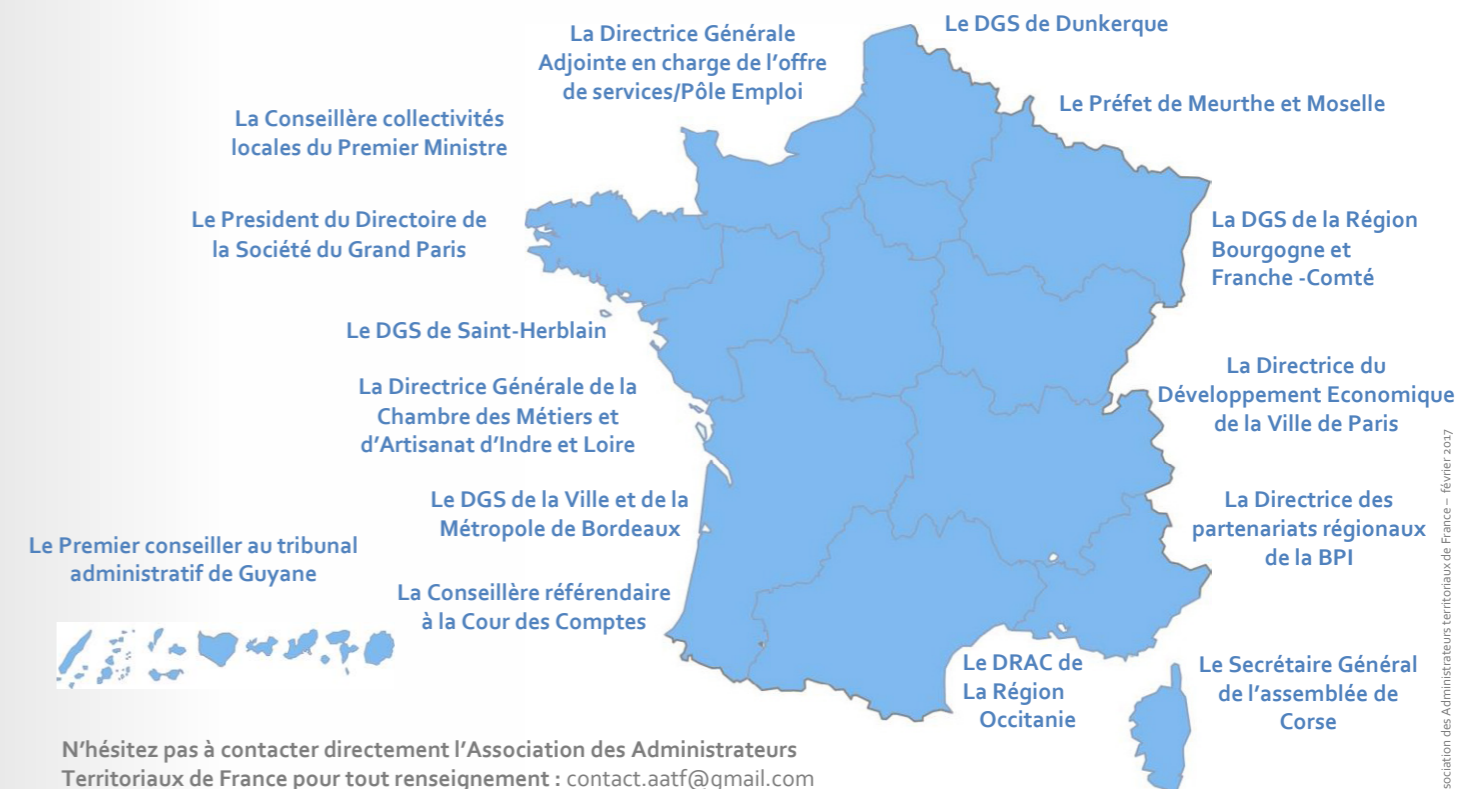 Le DGS de Dunkerque
La Directrice Générale
Adjointe en charge de l'offre
de services/Pôle Emploi
Le Préfet de Meurthe et Moselle
La Conseillère collectivités
locales du Premier Ministre
Le President du Directoire de
la Société du Grand Paris
La DGS de la Région
Bourgogne et
Franche -Comté
Le DGS de Saint-Herblain
La Directrice du
Développement Economique
de la Ville de Paris
La Directrice Générale de la
Chambre des Métiers et
d'Artisanat d'Indre et Loire
Le DGS de la Ville et de la
Métropole de Bordeaux
La Directrice des
partenariats régionaux
de la BPI
Le Premier conseiller au tribunal
administratif de Guyane
La Conseillère référendaire
à la Cour des Comptes
Le DRAC de
La Région
Occitanie
Le Secrétaire Général
de l'assemblée de
Corse
N'hésitez pas à contacter directement l'Association des Administrateurs
Territoriaux de France pour tout renseignement : contact.aatf@gmail.com
sociation des Administrateurs territoriaux de France – février 2017